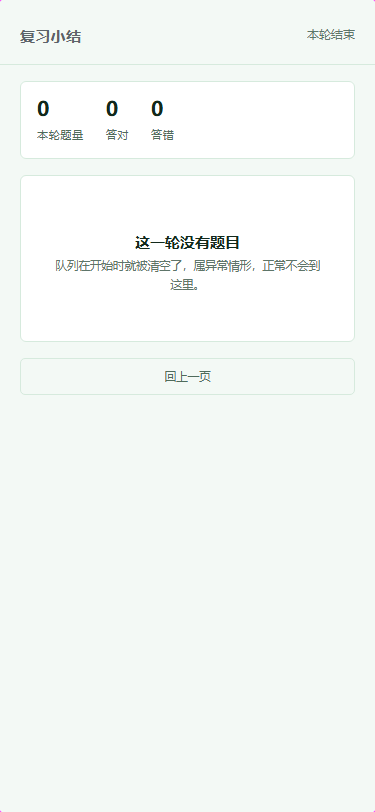 复习小结
本轮结束
0 0 0
本轮题量 答对 答错
这一轮没有题目
队列在开始时就被清空了，属异常情形，正常不会到
这里。
回上一页